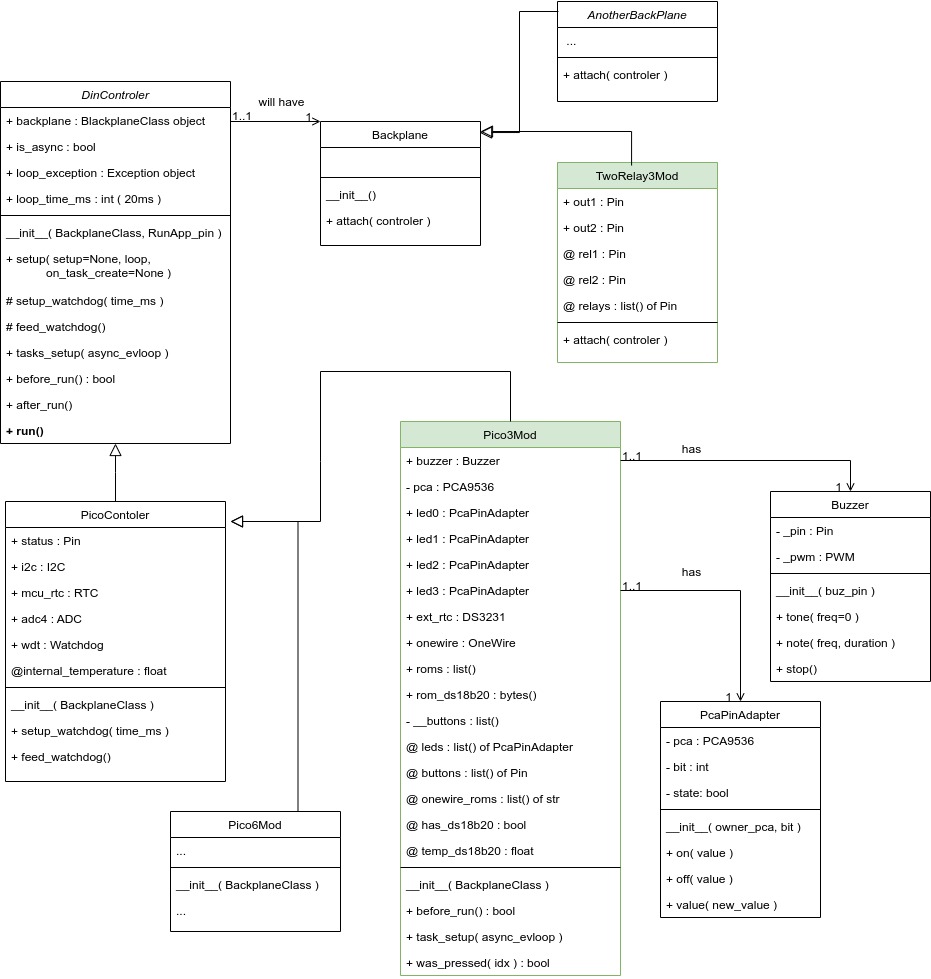 AnotherBackPlane
...
+ attach( controler )
DinControler
+ backplane : BlackplaneClass object
+ is_async : bool
+ loop_exception : Exception object
+ loop_time_ms : int ( 20ms )
__init__( BackplaneClass, RunApp_pin )
+ setup( setup=None, loop,
on_task_create=None )
# setup_watchdog( time_ms )
# feed_watchdog()
+ tasks_setup( async_evloop )
+ before_run() : bool
+ after_run()
+ run()
will have
1..1
1
Backplane
__init__()
+ attach( controler )
TwoRelay3Mod
+ out1 : Pin
+ out2 : Pin
@ rel1 : Pin
@ rel2 : Pin
@ relays : list() of Pin
+ attach( controler )
PicoContoler
+ status : Pin
+ i2c : I2C
+ mcu_rtc : RTC
+ adc4 : ADC
+ wdt : Watchdog
@internal_temperature : float
__init__( BackplaneClass )
+ setup_watchdog( time_ms )
+ feed_watchdog()
Pico6Mod
...
__init__( BackplaneClass )
...
Pico3Mod
+ buzzer : Buzzer
- pca : PCA9536
+ led0 : PcaPinAdapter
+ led1 : PcaPinAdapter
+ led2 : PcaPinAdapter
+ led3 : PcaPinAdapter
+ ext_rtc : DS3231
+ onewire : OneWire
+ roms : list()
+ rom_ds18b20 : bytes()
- __buttons : list()
@ leds : list() of PcaPinAdapter
@ buttons : list() of Pin
@ onewire_roms : list() of str
@ has_ds18b20 : bool
@ temp_ds18b20 : float
__init__( BackplaneClass )
+ before_run() : bool
+ task_setup( async_evloop )
+ was_pressed( idx ) : bool
has
1..1
1
Buzzer
- _pin : Pin
- _pwm : PWM
__init__( buz_pin )
+ tone( freq=0 )
+ note( freq, duration )
+ stop()
has
1..1
1
PcaPinAdapter
- pca : PCA9536
- bit : int
- state: bool
__init__( owner_pca, bit )
+ on( value )
+ off( value )
+ value( new_value )